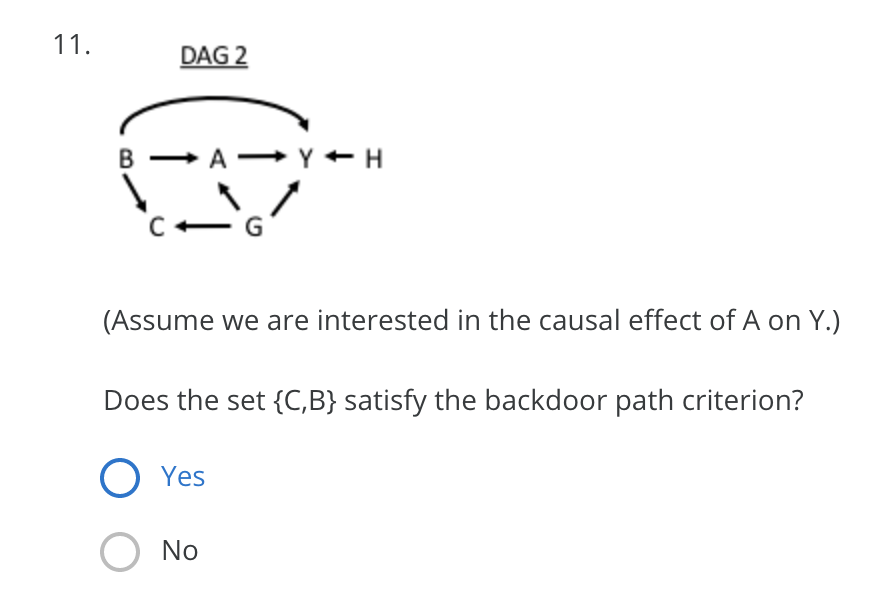 11.
DAG 2
B A Y H
C G
(Assume we are interested in the causal effect of A on Y.)
Does the set {C,B} satisfy the backdoor path criterion?
Yes
No